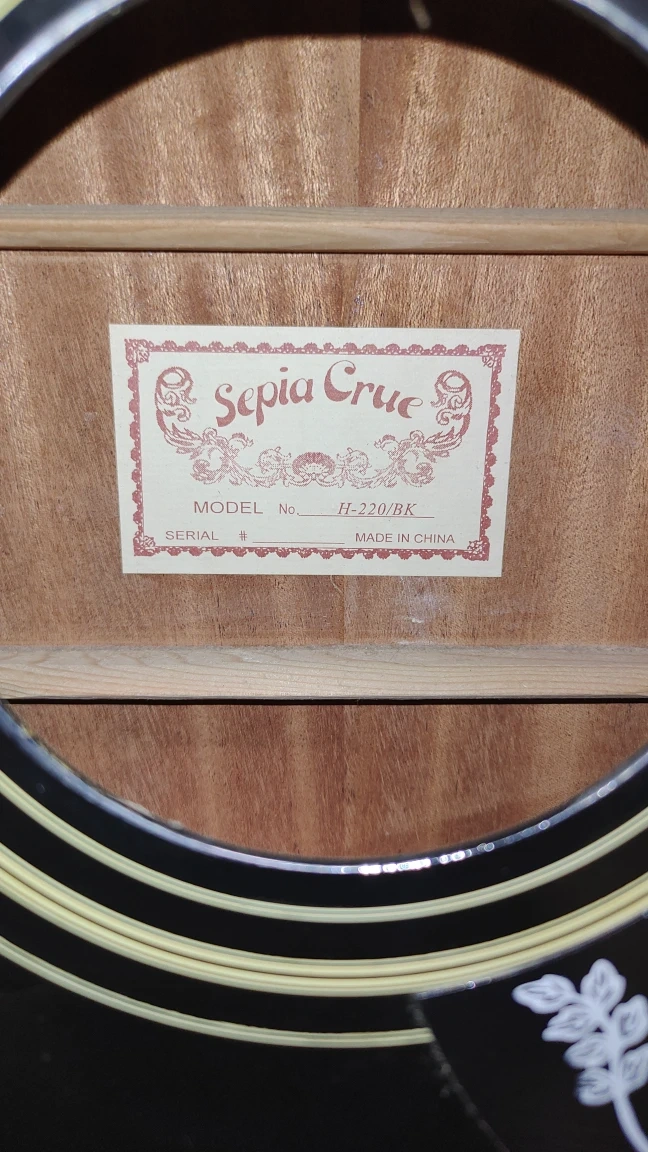 Sepia Crue
MODEL No. H-220/BK
SERIAL # MADE IN CHINA